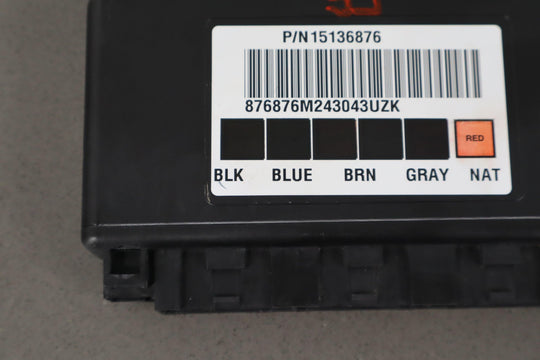 P/N15136876
876876M243043UZK
RED
BLK BLUE BRN GRAY NAT